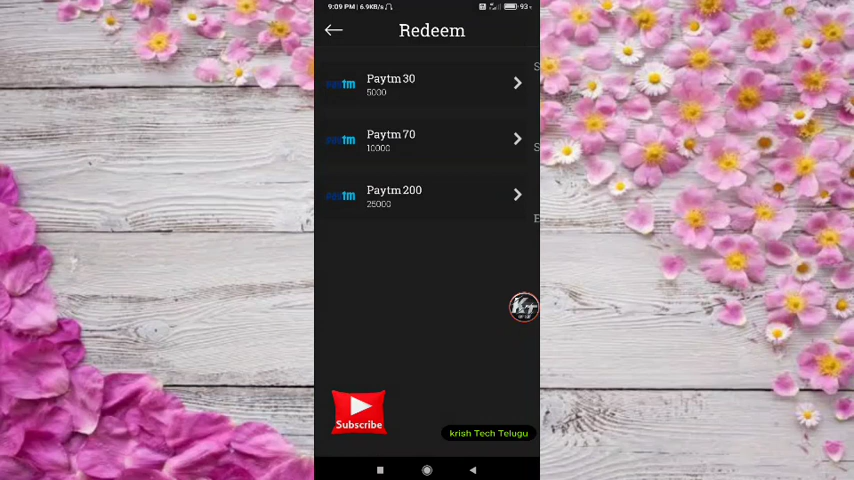 9:09 PM | 6.9KB/s
93
Redeem
Paytm 30
5000
Paytm 70
10000
Paytm 200
25000
paytm
paytm
paytm
S
S
E
Subscribe
krish Tech Telugu